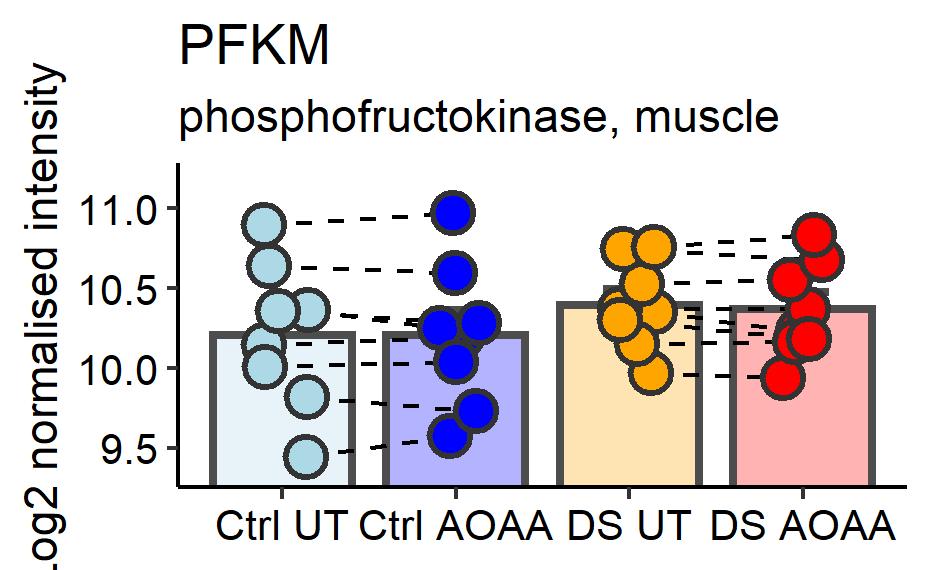 PFKM
phosphofructokinase, muscle
Log2 normalised intensity
11.0
10.5
10.0
9.5
Ctrl UT
Ctrl AOAA
DS UT
DS AOAA